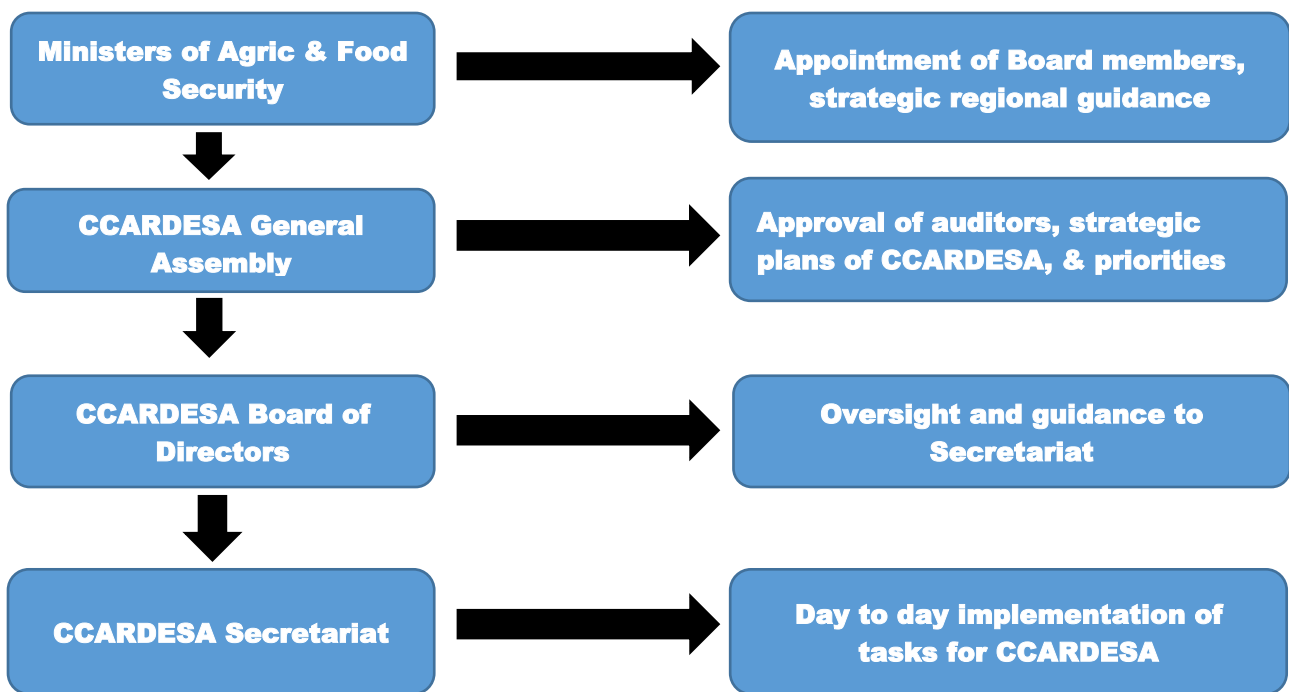 Ministers of Agric & Food
Security
Appointment of Board members,
strategic regional guidance
CCARDESA General
Assembly
Approval of auditors, strategic
plans of CCARDESA, & priorities
CCARDESA Board of
Directors
Oversight and guidance to
Secretariat
CCARDESA Secretariat
Day to day implementation of
tasks for CCARDESA